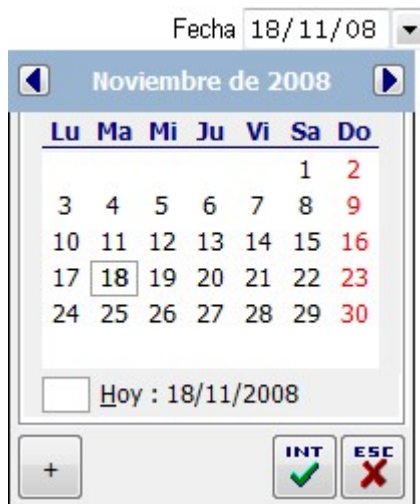 Fecha 18/11/08
Noviembre de 2008
Lu Ma Mi Ju Vi Sa Do
1 2
3 4 5 6 7 8 9
10 11 12 13 14 15 16
17 18 19 20 21 22 23
24 25 26 27 28 29 30
Hoy : 18/11/2008
+ INT ESC